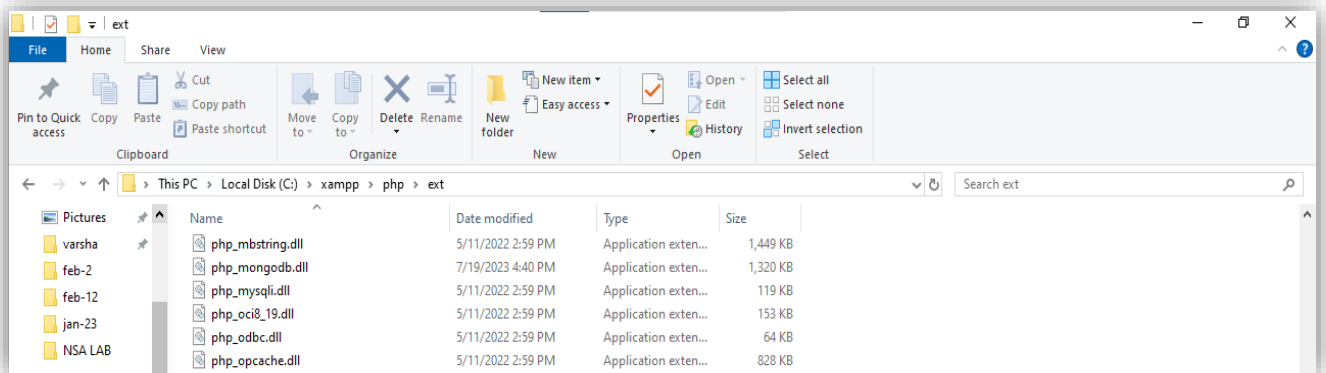 ext
File Home Share View
Pin to Quick access
Copy
Paste
Cut
Copy path
Paste shortcut
Clipboard
Move to
Copy to
Delete
Rename
Organize
New folder
New item
Easy access
New
Properties
Open
Edit
History
Open
Select all
Select none
Invert selection
Select
This PC > Local Disk (C:) > xampp > php > ext
Search ext
Pictures
varsha
feb-2
feb-12
jan-23
NSA LAB
Name Date modified Type Size
php_mbstring.dll 5/11/2022 2:59 PM Application exten... 1,449 KB
php_mongodb.dll 7/19/2023 4:40 PM Application exten... 1,320 KB
php_mysqli.dll 5/11/2022 2:59 PM Application exten... 119 KB
php_oci8_19.dll 5/11/2022 2:59 PM Application exten... 153 KB
php_odbc.dll 5/11/2022 2:59 PM Application exten... 64 KB
php_opcache.dll 5/11/2022 2:59 PM Application exten... 828 KB